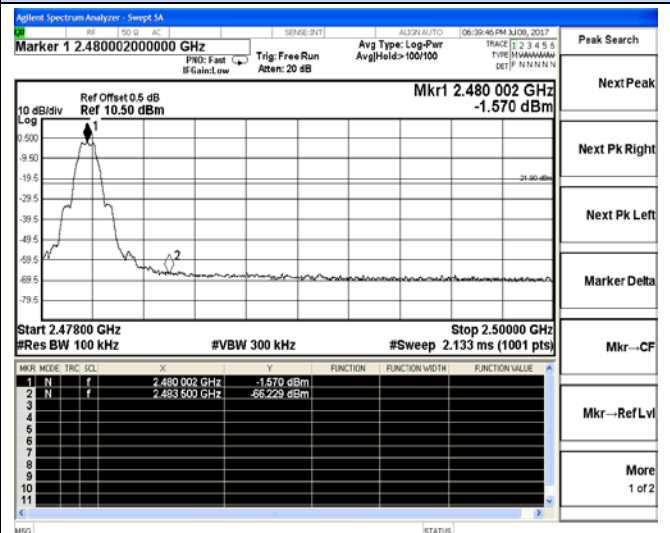 Agilent Spectrum Analyzer - Swept SA
RF 50 Ω AC SENSE:INT ALIGN AUTO 06:39:46 PM Jul 08, 2017
Marker 1 2.480002000000 GHz
PNO: Fast
IFGain:Low
Trig: Free Run
Atten: 20 dB
Avg Type: Log-Pwr
Avg|Hold:>100/100
TRACE 1 2 3 4 5 6
TYPE
DET P N N N N N
Peak Search
Next Peak
Next Pk Right
Next Pk Left
Marker Delta
Mkr→CF
Mkr→Ref Lvl
More
1 of 2
Mkr1 2.480 002 GHz
-1.570 dBm
Ref Offset 0.5 dB
10 dB/div Ref 10.50 dBm
Log
1
0.500
-9.50
-19.5
-21.90 dBm
-29.5
-39.5
-49.5
2
-59.5
-69.5
-79.5
Start 2.47800 GHz Stop 2.50000 GHz
#Res BW 100 kHz #VBW 300 kHz #Sweep 2.133 ms (1001 pts)
MKR MODE TRC SCL X Y FUNCTION FUNCTION WIDTH FUNCTION VALUE
1 N f 2.480 002 GHz -1.570 dBm
2 N f 2.483 500 GHz -66.229 dBm
3
4
5
6
7
8
9
10
11
MSG STATUS